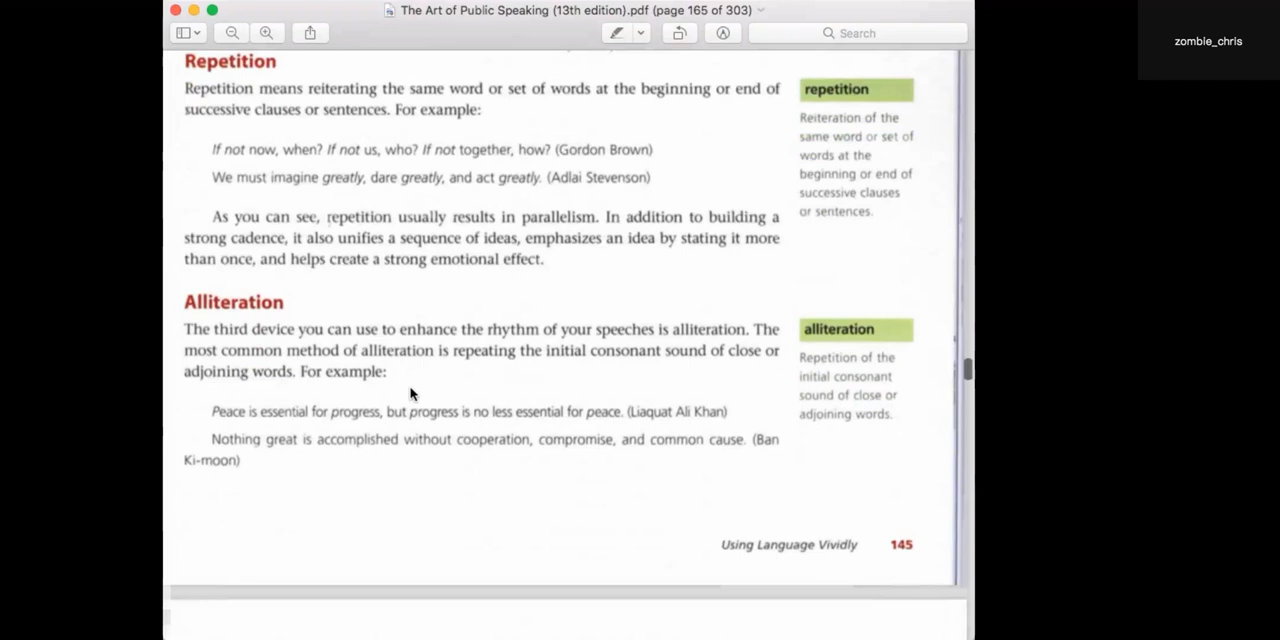 The Art of Public Speaking (13th edition).pdf (page 165 of 303)
Search
zombie_chris
Repetition
Repetition means reiterating the same word or set of words at the beginning or end of
successive clauses or sentences. For example:
If not now, when? If not us, who? If not together, how? (Gordon Brown)
We must imagine greatly, dare greatly, and act greatly. (Adlai Stevenson)
As you can see, repetition usually results in parallelism. In addition to building a
strong cadence, it also unifies a sequence of ideas, emphasizes an idea by stating it more
than once, and helps create a strong emotional effect.
repetition
Reiteration of the
same word or set of
words at the
beginning or end of
successive clauses
or sentences.
Alliteration
The third device you can use to enhance the rhythm of your speeches is alliteration. The
most common method of alliteration is repeating the initial consonant sound of close or
adjoining words. For example:
Peace is essential for progress, but progress is no less essential for peace. (Liaquat Ali Khan)
Nothing great is accomplished without cooperation, compromise, and common cause. (Ban
Ki-moon)
alliteration
Repetition of the
initial consonant
sound of close or
adjoining words.
Using Language Vividly 145